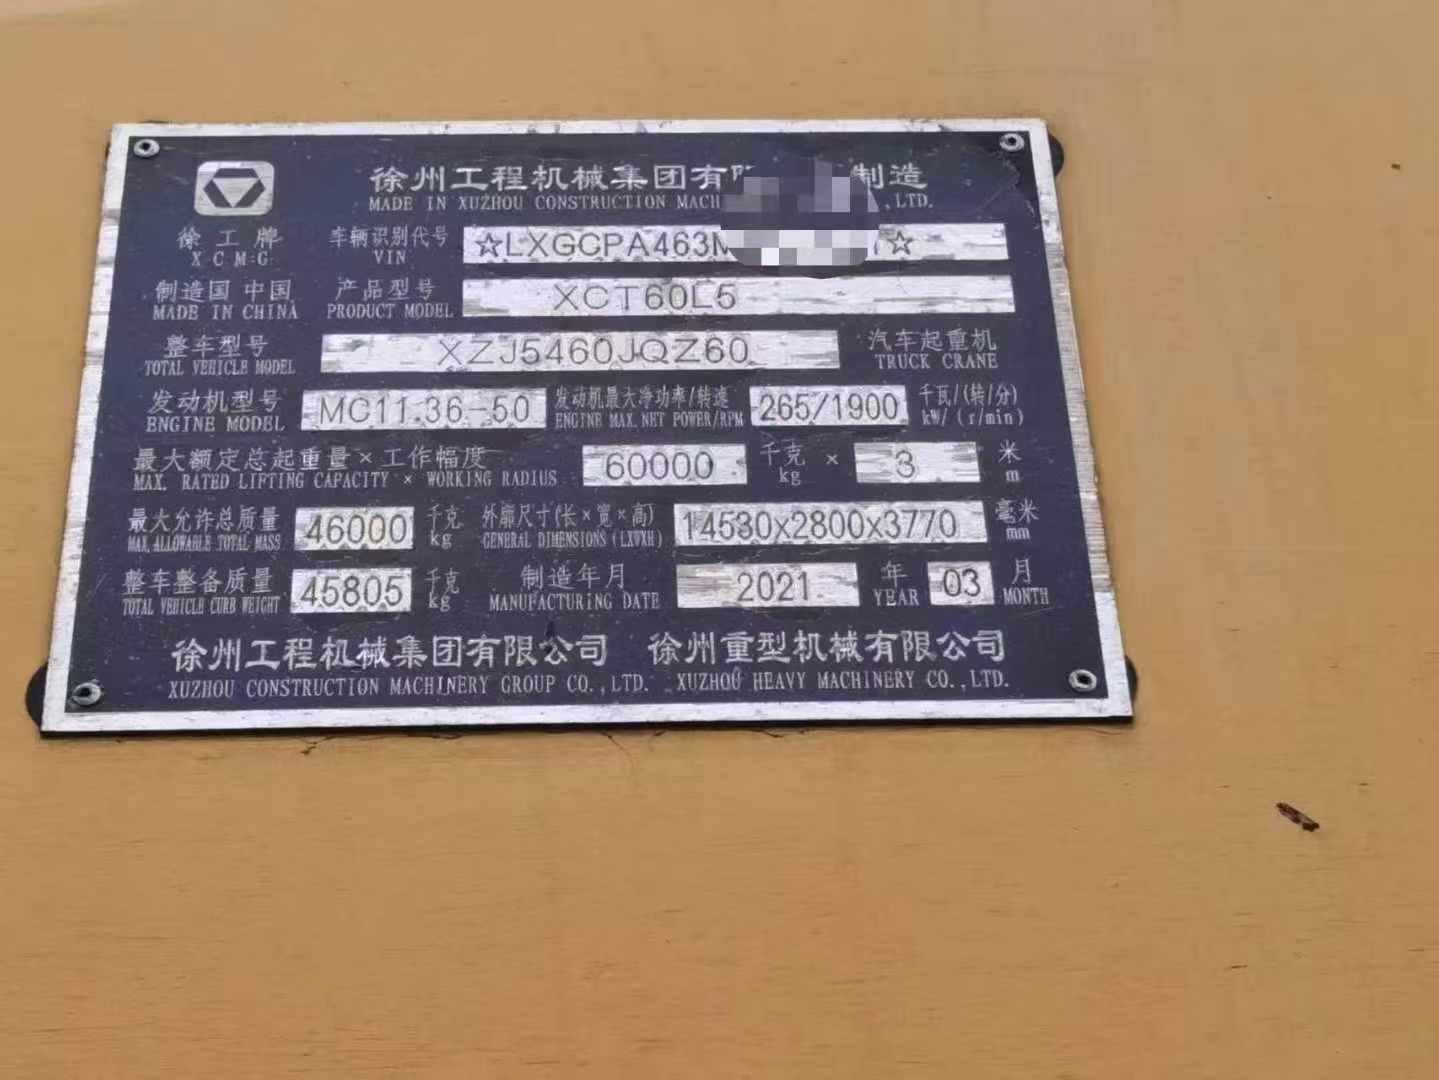 徐州工程机械集团有 制造
MADE IN XUZHOU CONSTRUCTION MACH ,LTD.
徐工牌
XCMG
车辆识别代号
VIN
☆LXGCPA463M ☆
制造国 中国
MADE IN CHINA
产品型号
PRODUCT MODEL
XCT60L5
整车型号
TOTAL VEHICLE MODEL
XZJ5460JQZ60
汽车起重机
TRUCK CRANE
发动机型号
ENGINE MODEL
MC11.36-50
发动机最大净功率/转速
ENGINE MAX.NET POWER/RPM
265/1900
千瓦/(转/分)
kW/(r/min)
最大额定总起重量×工作幅度
MAX. RATED LIFTING CAPACITY × WORKING RADIUS
60000
千克
kg
×
3
米
m
最大允许总质量
MAX.ALLOWABLE TOTAL MASS
46000
千克
kg
外廓尺寸(长×宽×高)
GENERAL DIMENSIONS(LXWXH)
14530x2800x3770
毫米
mm
整车整备质量
TOTAL VEHICLE CURB WEIGHT
45805
千克
kg
制造年月
MANUFACTURING DATE
2021
年
YEAR
03
月
MONTH
徐州工程机械集团有限公司 徐州重型机械有限公司
XUZHOU CONSTRUCTION MACHINERY GROUP CO.,LTD. XUZHOU HEAVY MACHINERY CO.,LTD.